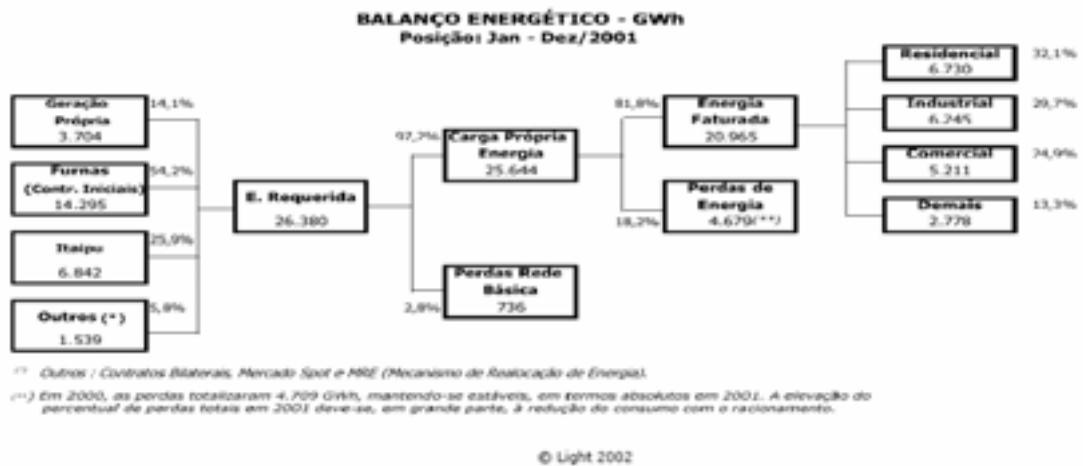 BALANÇO ENERGÉTICO - GWh
Posição: Jan - Dez/2001
Geração
Própria
3.704
14,1%
Furnas
(Contr. Iniciais)
14.295
54,2%
Itaipu
6.842
25,9%
Outros (*)
1.539
5,8%
E. Requerida
26.380
97,2%
Carga Própria
Energia
25.644
2,8%
Perdas Rede
Básica
736
81,8%
Energia
Faturada
20.965
18,2%
Perdas de
Energia
4.679(**)
Residencial
6.730
32,1%
Industrial
6.245
29,7%
Comercial
5.211
24,9%
Demais
2.778
13,3%
(*) Outros : Contratos Bilaterais, Mercado Spot e MRE (Mecanismo de Realocação de Energia).
(**) Em 2000, as perdas totalizaram 4.709 GWh, mantendo-se estáveis, em termos absolutos em 2001. A elevação do
percentual de perdas totais em 2001 deve-se, em grande parte, à redução do consumo com o racionamento.
© Light 2002